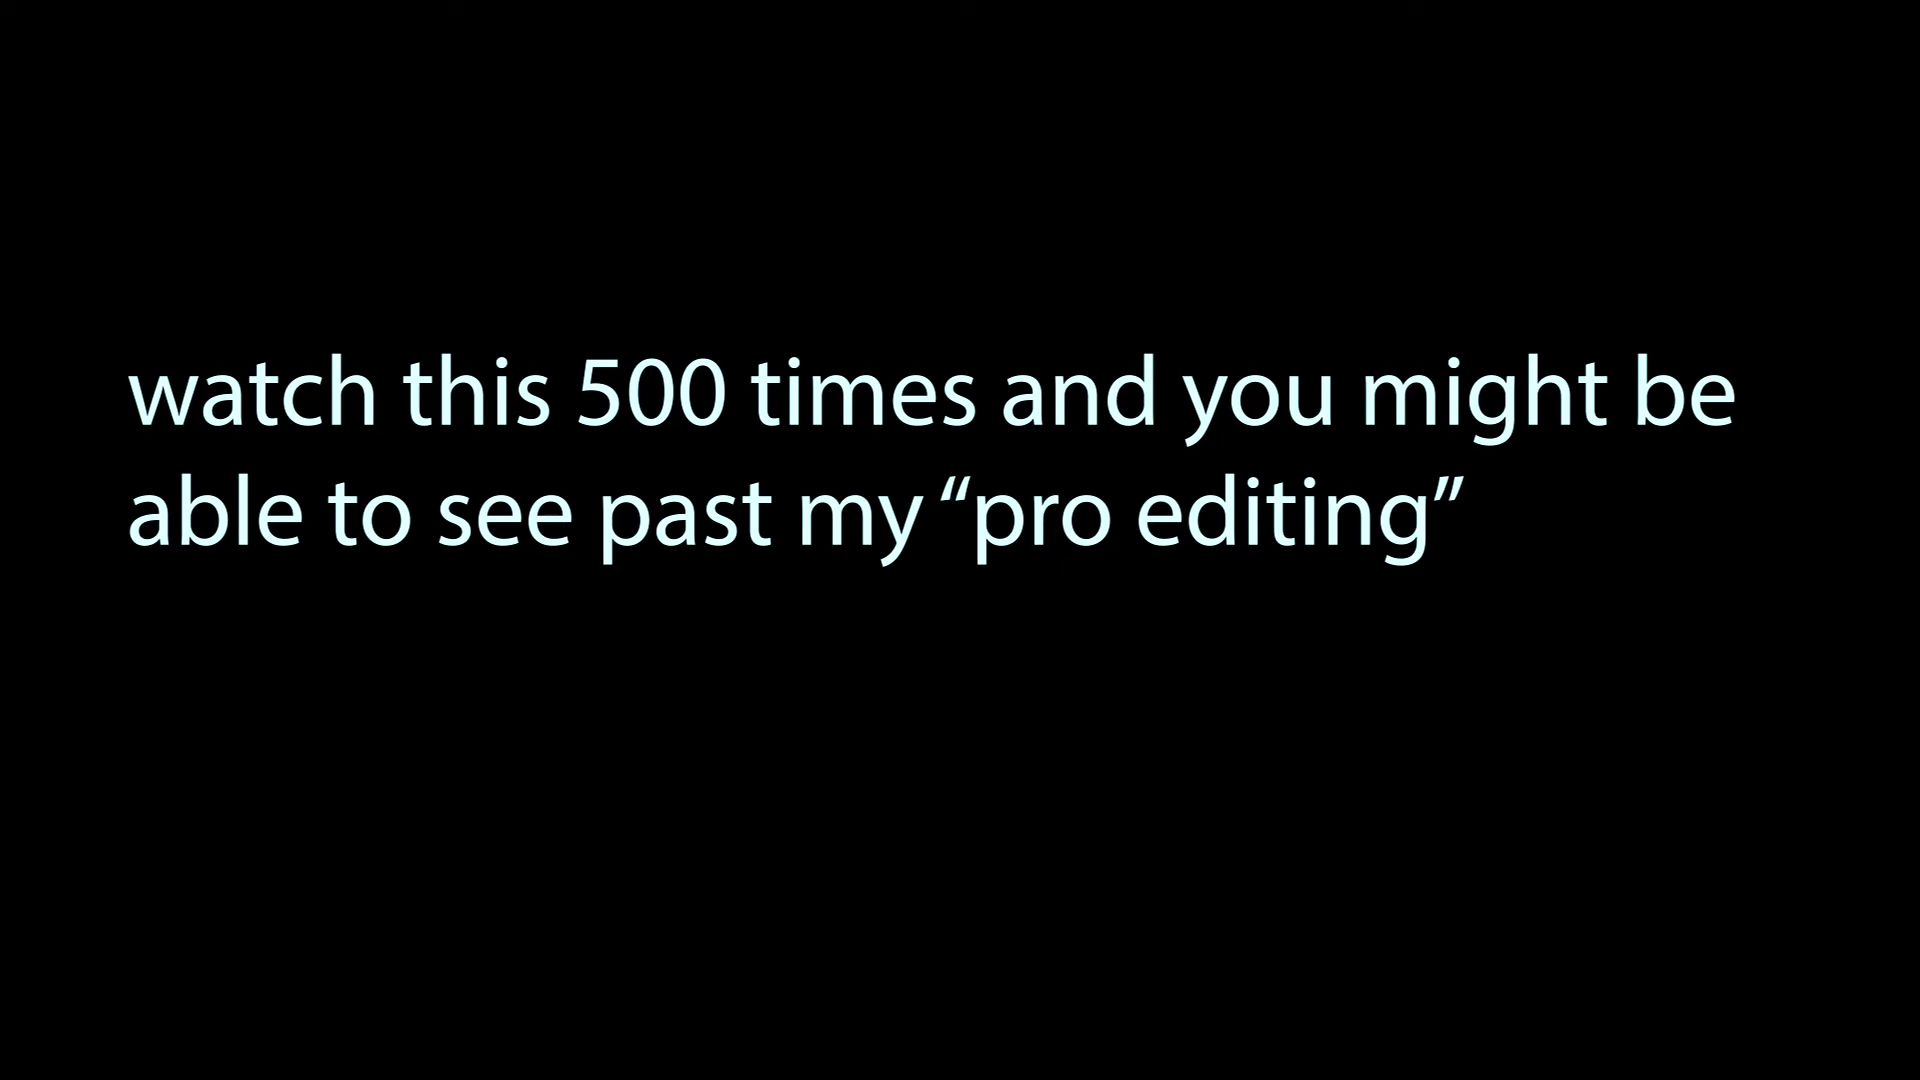 watch this 500 times and you might be
able to see past my “pro editing”